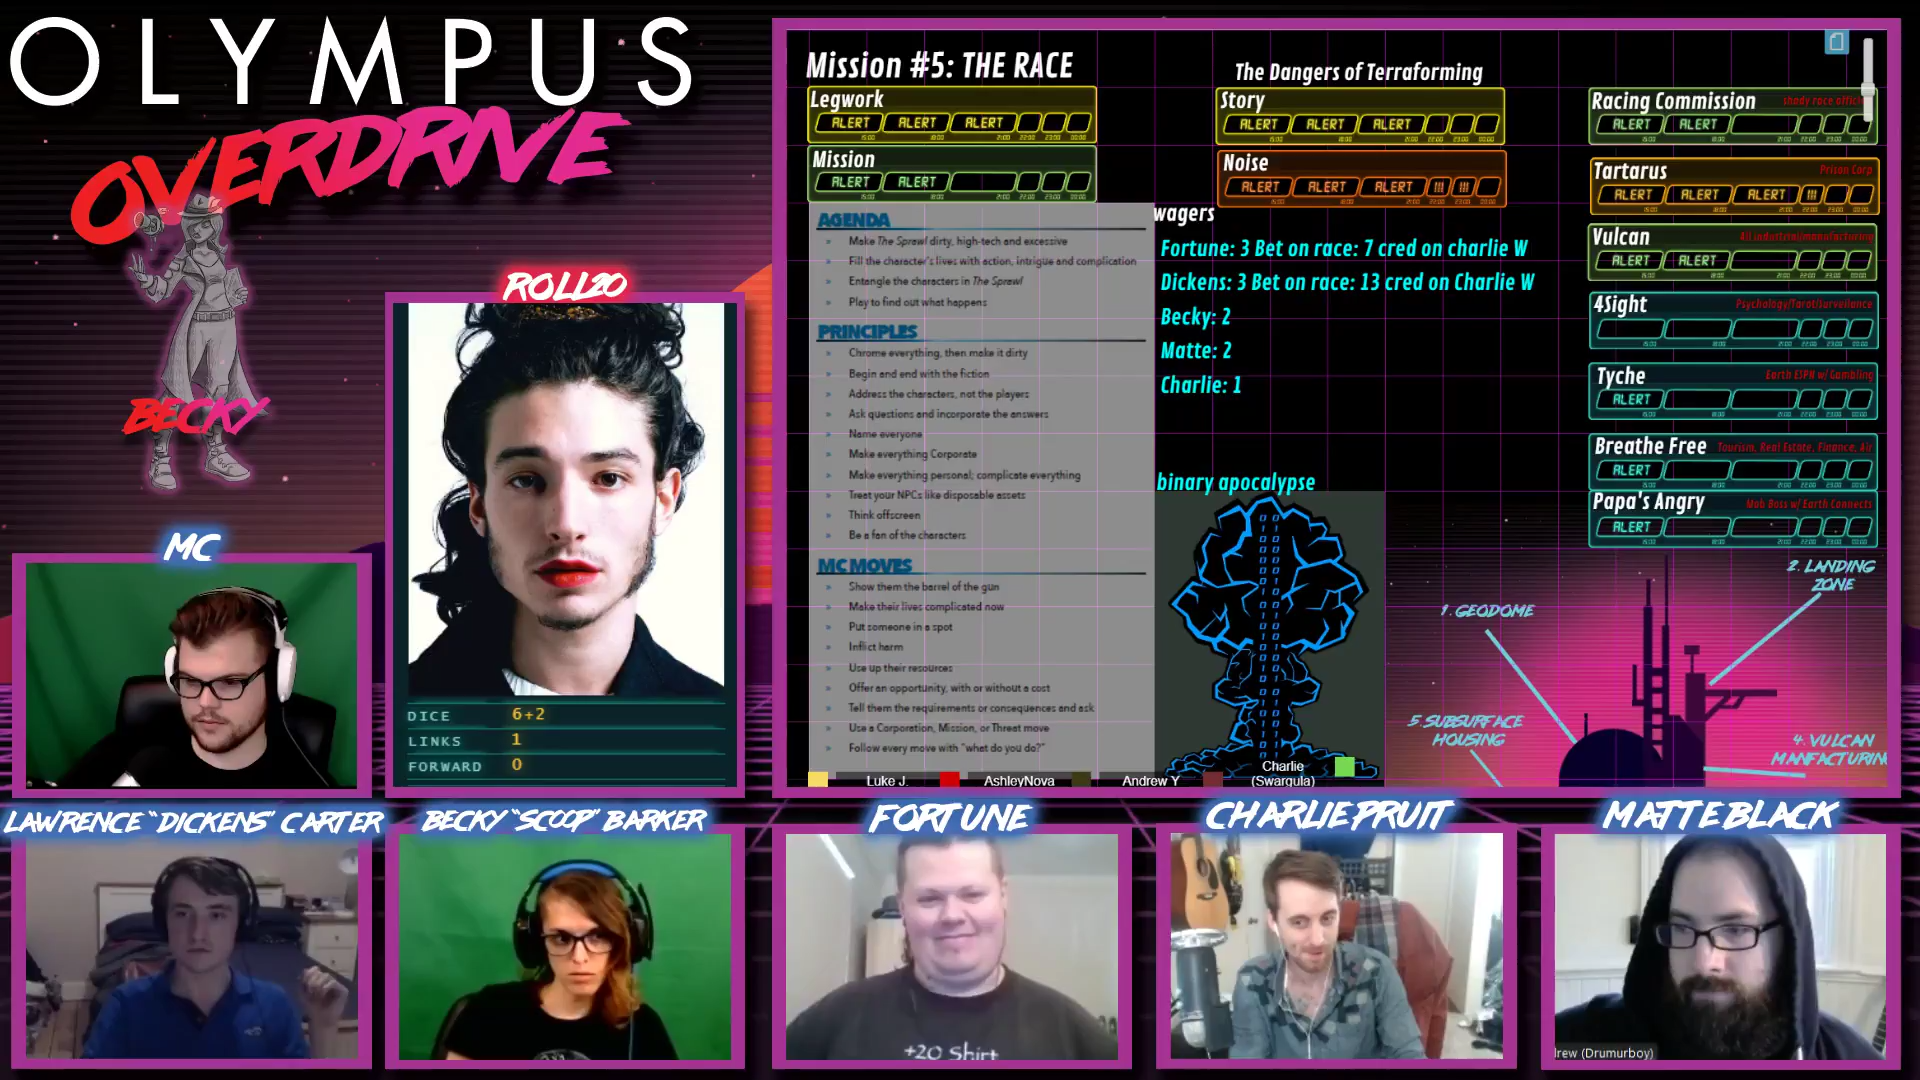 OLYMPUS
OVERDRIVE
BECKY
MC
ROLL20
DICE 6+2
LINKS 1
FORWARD 0
Mission #5: THE RACE
Legwork
ALERT ALERT ALERT
Mission
ALERT ALERT
The Dangers of Terraforming
Story
ALERT ALERT ALERT
Noise
ALERT ALERT ALERT !!! !!!
AGENDA
» Make The Sprawl dirty, high-tech and excessive
» Fill the character's lives with action, intrigue and complication
» Entangle the characters in The Sprawl
» Play to find out what happens
PRINCIPLES
» Chrome everything, then make it dirty
» Begin and end with the fiction
» Address the characters, not the players
» Ask questions and incorporate the answers
» Name everyone
» Make everything Corporate
» Make everything personal; complicate everything
» Treat your NPCs like disposable assets
» Think offscreen
» Be a fan of the characters
MC MOVES
» Show them the barrel of the gun
» Make their lives complicated now
» Put someone in a spot
» Inflict harm
» Use up their resources
» Offer an opportunity, with or without a cost
» Tell them the requirements or consequences and ask
» Use a Corporation, Mission, or Threat move
» Follow every move with "what do you do?"
wagers
Fortune: 3 Bet on race: 7 cred on charlie W
Dickens: 3 Bet on race: 13 cred on Charlie W
Becky: 2
Matte: 2
Charlie: 1
binary apocalypse
Racing Commission shady race
ALERT ALERT
Tartarus Prison Corp
ALERT ALERT ALERT !!!
Vulcan All industrial/manufacturing
ALERT ALERT
4Sight Psychology/Tarot/Surveilance
Tyche Earth ESPN w/ Gambling
ALERT
Breathe Free Tourism, Real Estate, Finance, Air
ALERT
Papa's Angry Mob Boss w/ Earth Connects
ALERT
1. GEODOME
2. LANDING
ZONE
5. SUBSURFACE
HOUSING
4. VULCAN
MANFACTURING
Luke J.
AshleyNova
Andrew Y
Charlie
(Swargula)
LAWRENCE "DICKENS" CARTER
BECKY "SCOOP" BARKER
FORTUNE
CHARLIE PRUIT
MATTE BLACK
+20 Shirt
drew (Drumurboy)